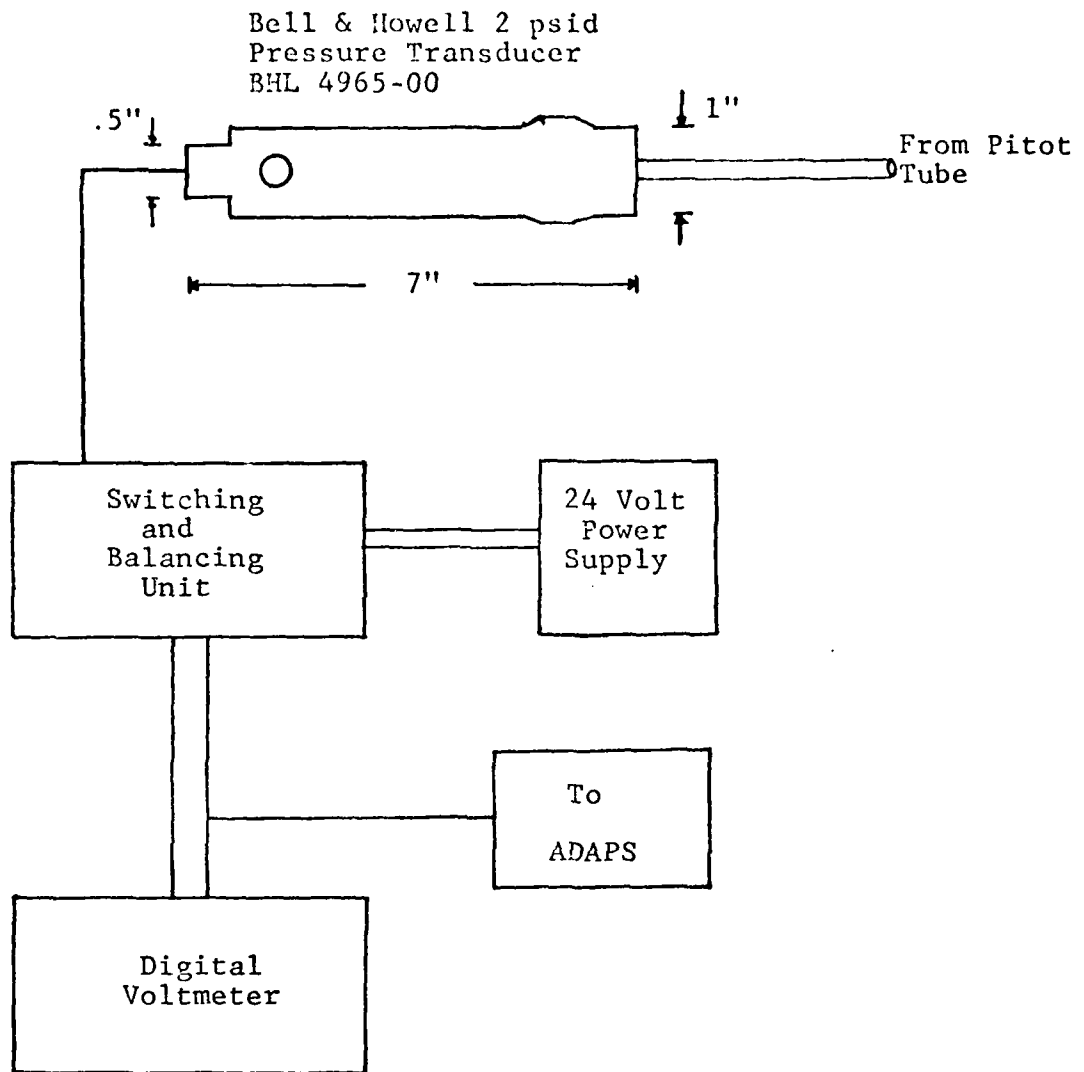 Bell & Howell 2 psid
Pressure Transducer
BHL 4965-00
.5"
1"
From Pitot
Tube
7"
Switching
and
Balancing
Unit
24 Volt
Power
Supply
To
ADAPS
Digital
Voltmeter